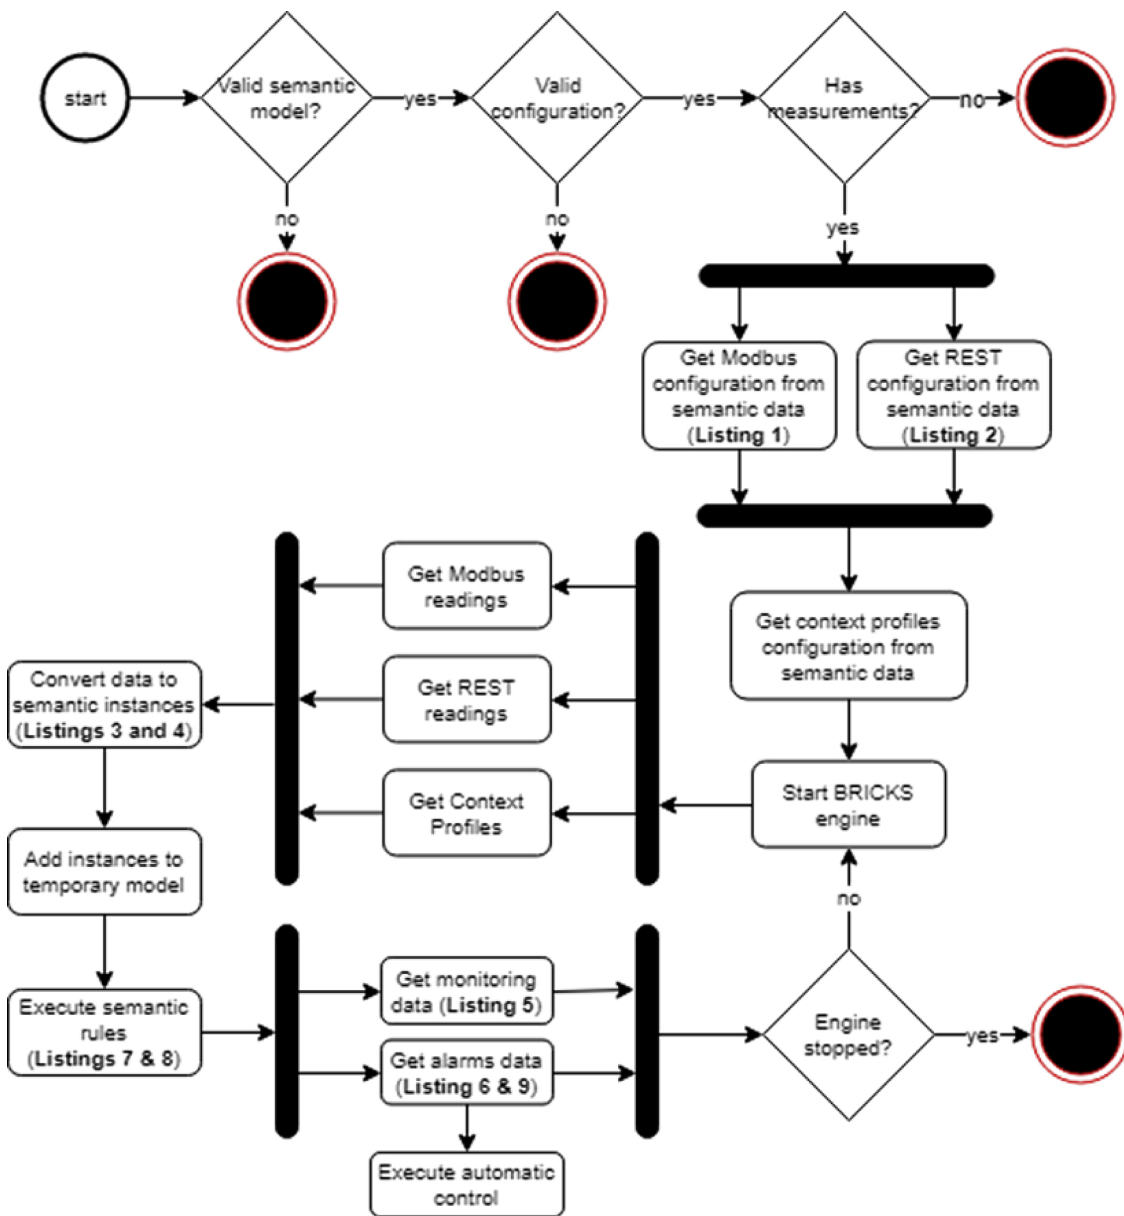 start
Valid semantic
model?
yes
Valid
configuration?
yes
Has
measurements?
no
no
no
yes
Get Modbus
configuration from
semantic data
(Listing 1)
Get REST
configuration from
semantic data
(Listing 2)
Get Modbus
readings
Get context profiles
configuration from
semantic data
Convert data to
semantic instances
(Listings 3 and 4)
Get REST
readings
Get Context
Profiles
Start BRICKS
engine
Add instances to
temporary model
no
Execute semantic
rules
(Listings 7 & 8)
Get monitoring
data (Listing 5)
Get alarms data
(Listing 6 & 9)
Engine
stopped?
yes
Execute automatic
control